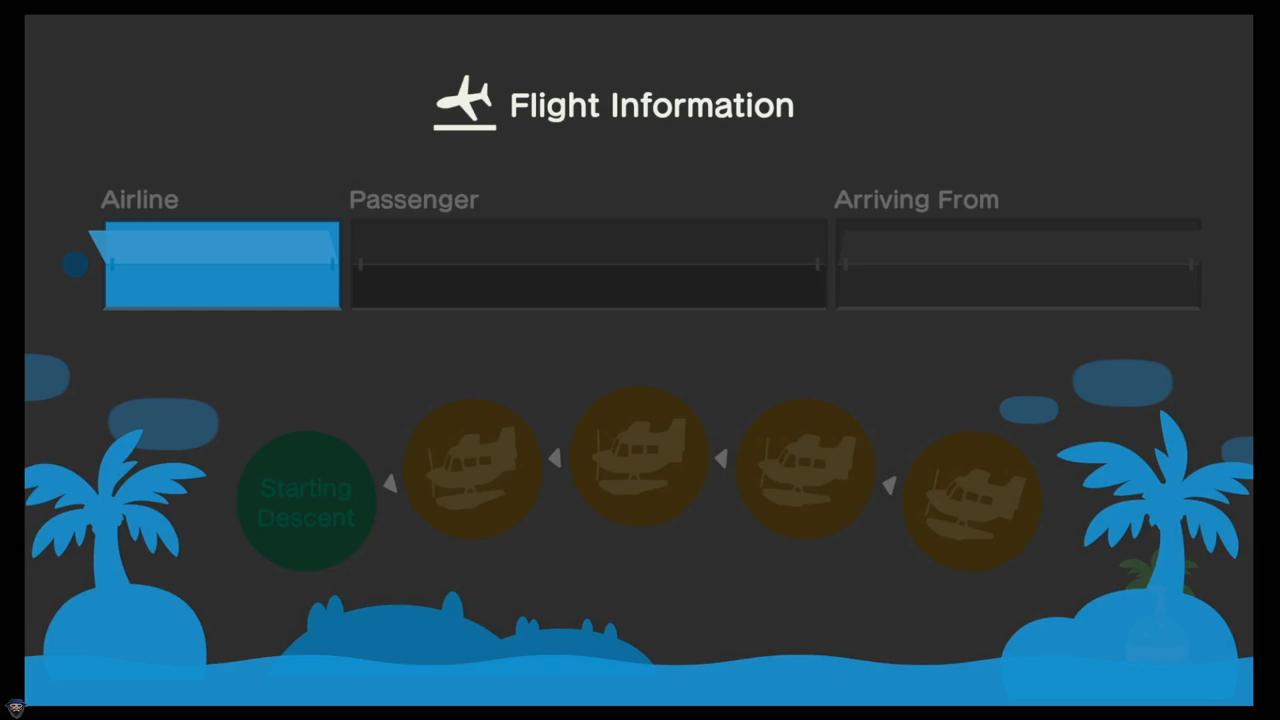 Flight Information
Airline
Passenger
Arriving From
Starting
Descent